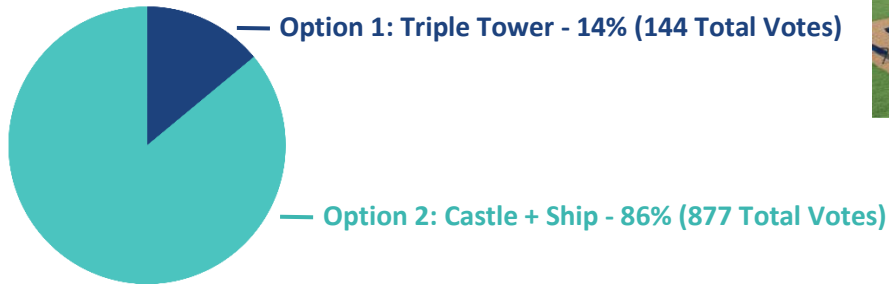 Option 1: Triple Tower - 14% (144 Total Votes)
Option 2: Castle + Ship - 86% (877 Total Votes)